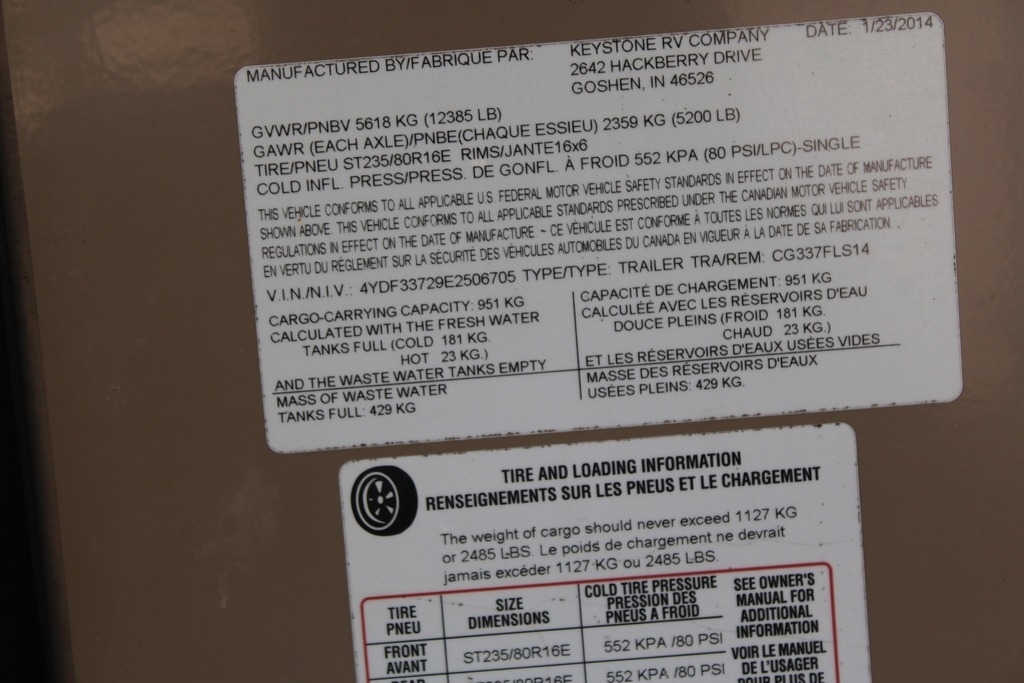 MANUFACTURED BY/FABRIQUE PAR: KEYSTONE RV COMPANY DATE: 1/23/2014
2642 HACKBERRY DRIVE
GOSHEN, IN 46526
GVWR/PNBV 5618 KG (12385 LB)
GAWR (EACH AXLE)/PNBE(CHAQUE ESSIEU) 2359 KG (5200 LB)
TIRE/PNEU ST235/80R16E RIMS/JANTE16x6
COLD INFL. PRESS/PRESS. DE GONFL. À FROID 552 KPA (80 PSI/LPC)-SINGLE
THIS VEHICLE CONFORMS TO ALL APPLICABLE U.S. FEDERAL MOTOR VEHICLE SAFETY STANDARDS IN EFFECT ON THE DATE OF MANUFACTURE
SHOWN ABOVE. THIS VEHICLE CONFORMS TO ALL APPLICABLE STANDARDS PRESCRIBED UNDER THE CANADIAN MOTOR VEHICLE SAFETY
REGULATIONS IN EFFECT ON THE DATE OF MANUFACTURE - CE VÉHICULE EST CONFORME À TOUTES LES NORMES QUI LUI SONT APPLICABLES
EN VERTU DU RÈGLEMENT SUR LA SÉCURITÉ DES VÉHICULES AUTOMOBILES DU CANADA EN VIGUEUR À LA DATE DE SA FABRICATION.
V.I.N./N.I.V.: 4YDF33729E2506705 TYPE/TYPE: TRAILER TRA/REM: CG337FLS14
CARGO-CARRYING CAPACITY: 951 KG
CALCULATED WITH THE FRESH WATER
TANKS FULL (COLD 181 KG.
HOT 23 KG.)
AND THE WASTE WATER TANKS EMPTY
MASS OF WASTE WATER
TANKS FULL: 429 KG
CAPACITÉ DE CHARGEMENT: 951 KG
CALCULÉE AVEC LES RÉSERVOIRS D'EAU
DOUCE PLEINS (FROID 181 KG.
CHAUD 23 KG.)
ET LES RÉSERVOIRS D'EAUX USÉES VIDES
MASSE DES RÉSERVOIRS D'EAUX
USÉES PLEINS: 429 KG.
TIRE AND LOADING INFORMATION
RENSEIGNEMENTS SUR LES PNEUS ET LE CHARGEMENT
The weight of cargo should never exceed 1127 KG
or 2485 LBS. Le poids de chargement ne devrait
jamais excéder 1127 KG ou 2485 LBS.
TIRE
PNEU
SIZE
DIMENSIONS
COLD TIRE PRESSURE
PRESSION DES
PNEUS A FROID
SEE OWNER'S
MANUAL FOR
ADDITIONAL
INFORMATION
FRONT
AVANT
ST235/80R16E
552 KPA /80 PSI
VOIR LE MANUEL
DE L'USAGER
POUR PLUS DE
552 KPA /80 PSI